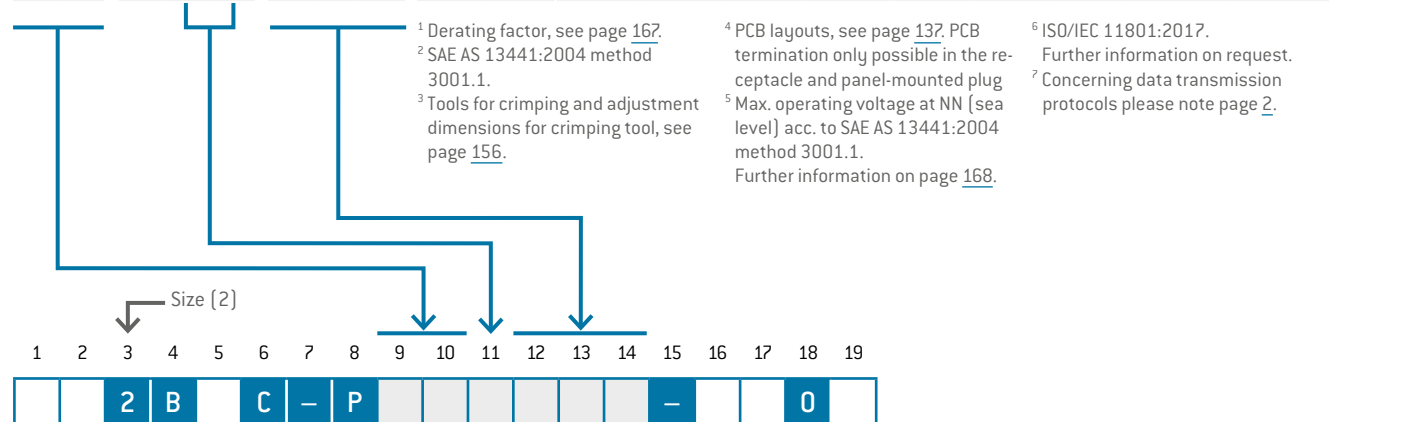 1 Derating factor, see page 167.
2 SAE AS 13441:2004 method
3001.1.
3 Tools for crimping and adjustment
dimensions for crimping tool, see
page 156.
4 PCB layouts, see page 137. PCB
termination only possible in the re-
ceptacle and panel-mounted plug
5 Max. operating voltage at NN (sea
level) acc. to SAE AS 13441:2004
method 3001.1.
Further information on page 168.
6 ISO/IEC 11801:2017.
Further information on request.
7 Concerning data transmission
protocols please note page 2.
Size (2)
1 2 3 4 5 6 7 8 9 10 11 12 13 14 15 16 17 18 19
2 B C – P – 0